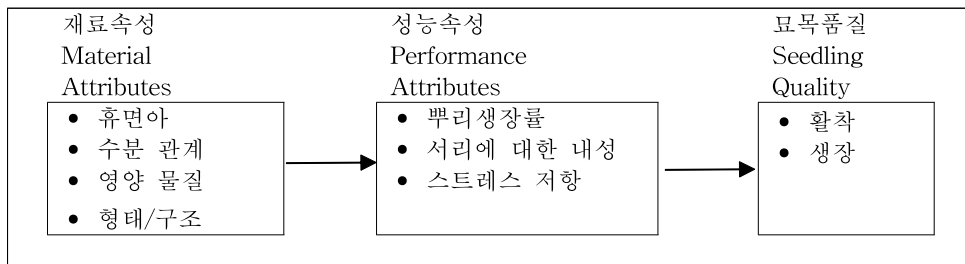 재료속성
Material
Attributes
• 휴면아
• 수분 관계
• 영양 물질
• 형태/구조
성능속성
Performance
Attributes
• 뿌리생장률
• 서리에 대한 내성
• 스트레스 저항
묘목품질
Seedling
Quality
• 활착
• 생장